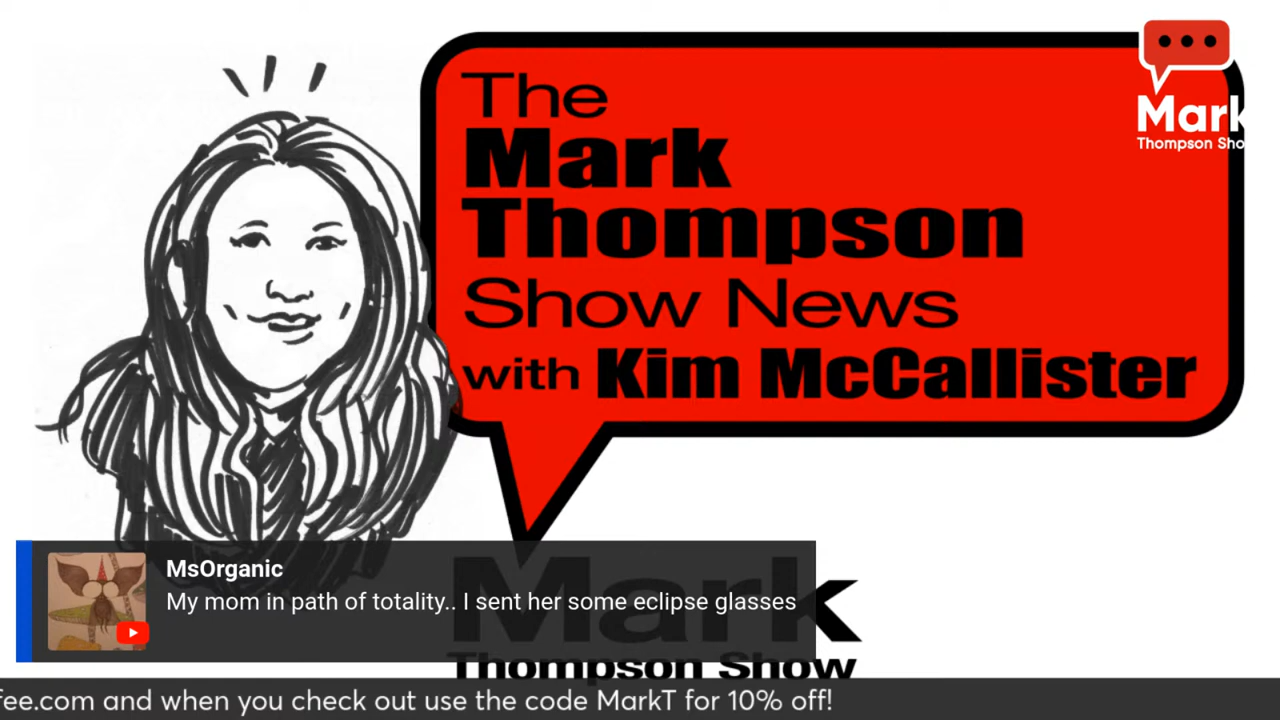 The
Mark
Thompson
Show News
with Kim McCallister
Mark
Thompson Sho
MsOrganic
My mom in path of totality.. I sent her some eclipse glasses
Mark
Thompson Show
fee.com and when you check out use the code MarkT for 10% off!